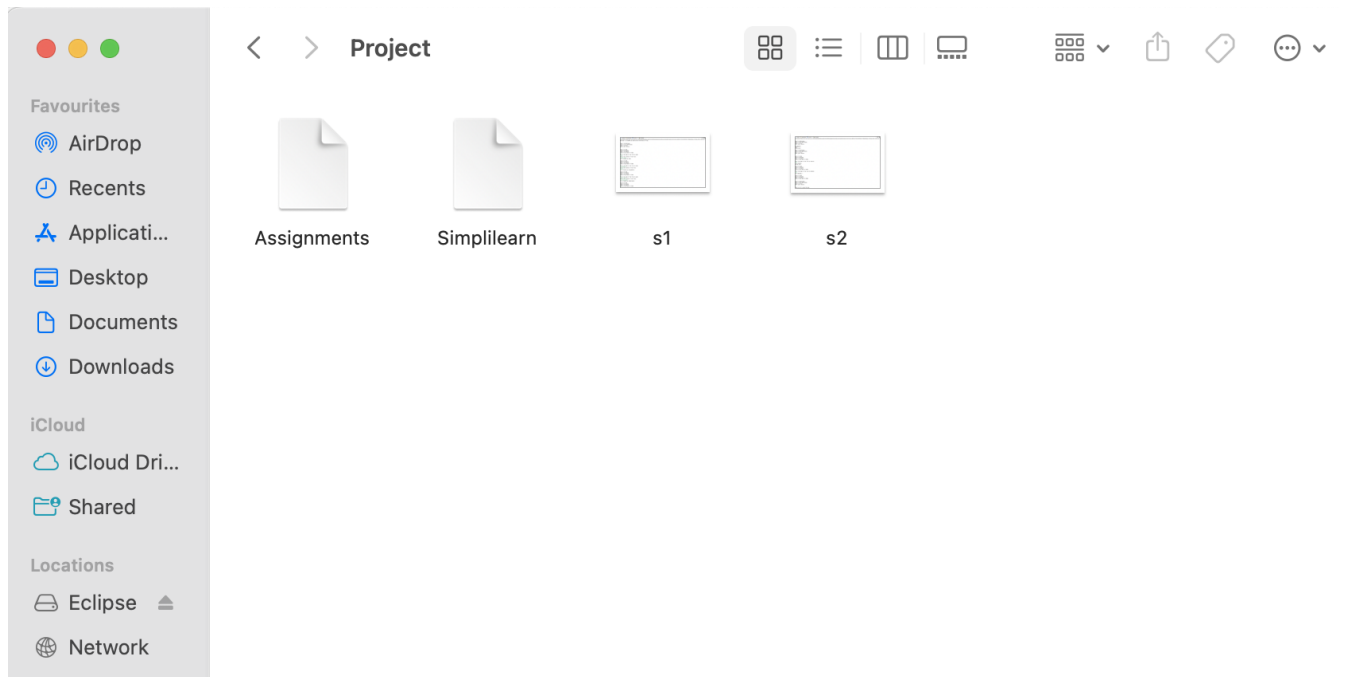 Project
Favourites
AirDrop
Recents
Applicati...
Desktop
Documents
Downloads
iCloud
iCloud Dri...
Shared
Locations
Eclipse
Network
Assignments
Simplilearn
s1
s2